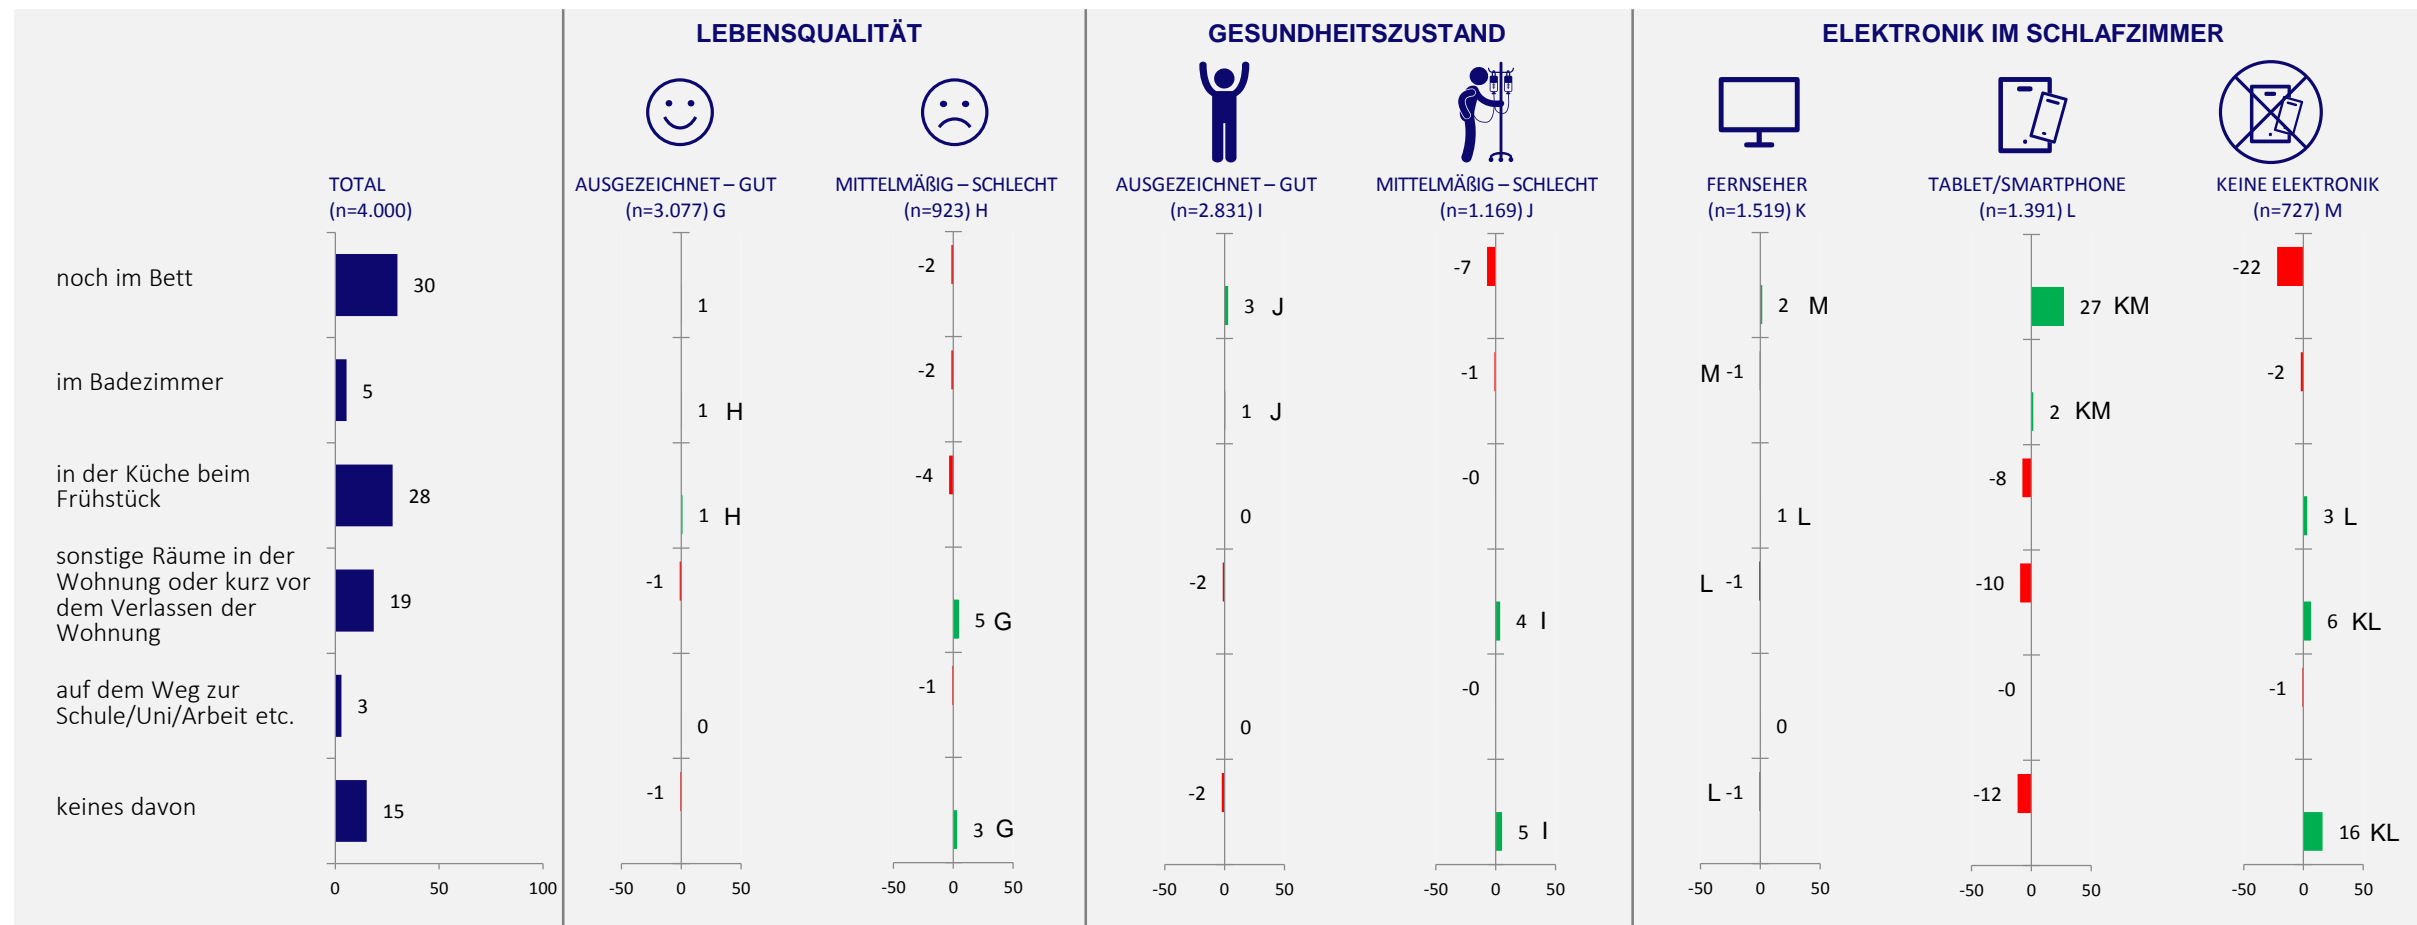 LEBENSQUALITÄT
GESUNDHEITSZUSTAND
ELEKTRONIK IM SCHLAFZIMMER
TOTAL
(n=4.000)
AUSGEZEICHNET – GUT
(n=3.077) G
MITTELMÄßIG – SCHLECHT
(n=923) H
AUSGEZEICHNET – GUT
(n=2.831) I
MITTELMÄßIG – SCHLECHT
(n=1.169) J
FERNSEHER
(n=1.519) K
TABLET/SMARTPHONE
(n=1.391) L
KEINE ELEKTRONIK
(n=727) M
noch im Bett
30
1
-2
3 J
-7
2 M
27 KM
-22
im Badezimmer
5
1 H
-2
1 J
-1
M -1
2 KM
-2
in der Küche beim
Frühstück
28
1 H
-4
0
-0
1 L
-8
3 L
sonstige Räume in der
Wohnung oder kurz vor
dem Verlassen der
Wohnung
19
-1
5 G
-2
4 I
L -1
-10
6 KL
auf dem Weg zur
Schule/Uni/Arbeit etc.
3
0
-1
0
-0
0
-0
-1
keines davon
15
-1
3 G
-2
5 I
L -1
-12
16 KL
0 50 100
-50 0 50
-50 0 50
-50 0 50
-50 0 50
-50 0 50
-50 0 50
-50 0 50